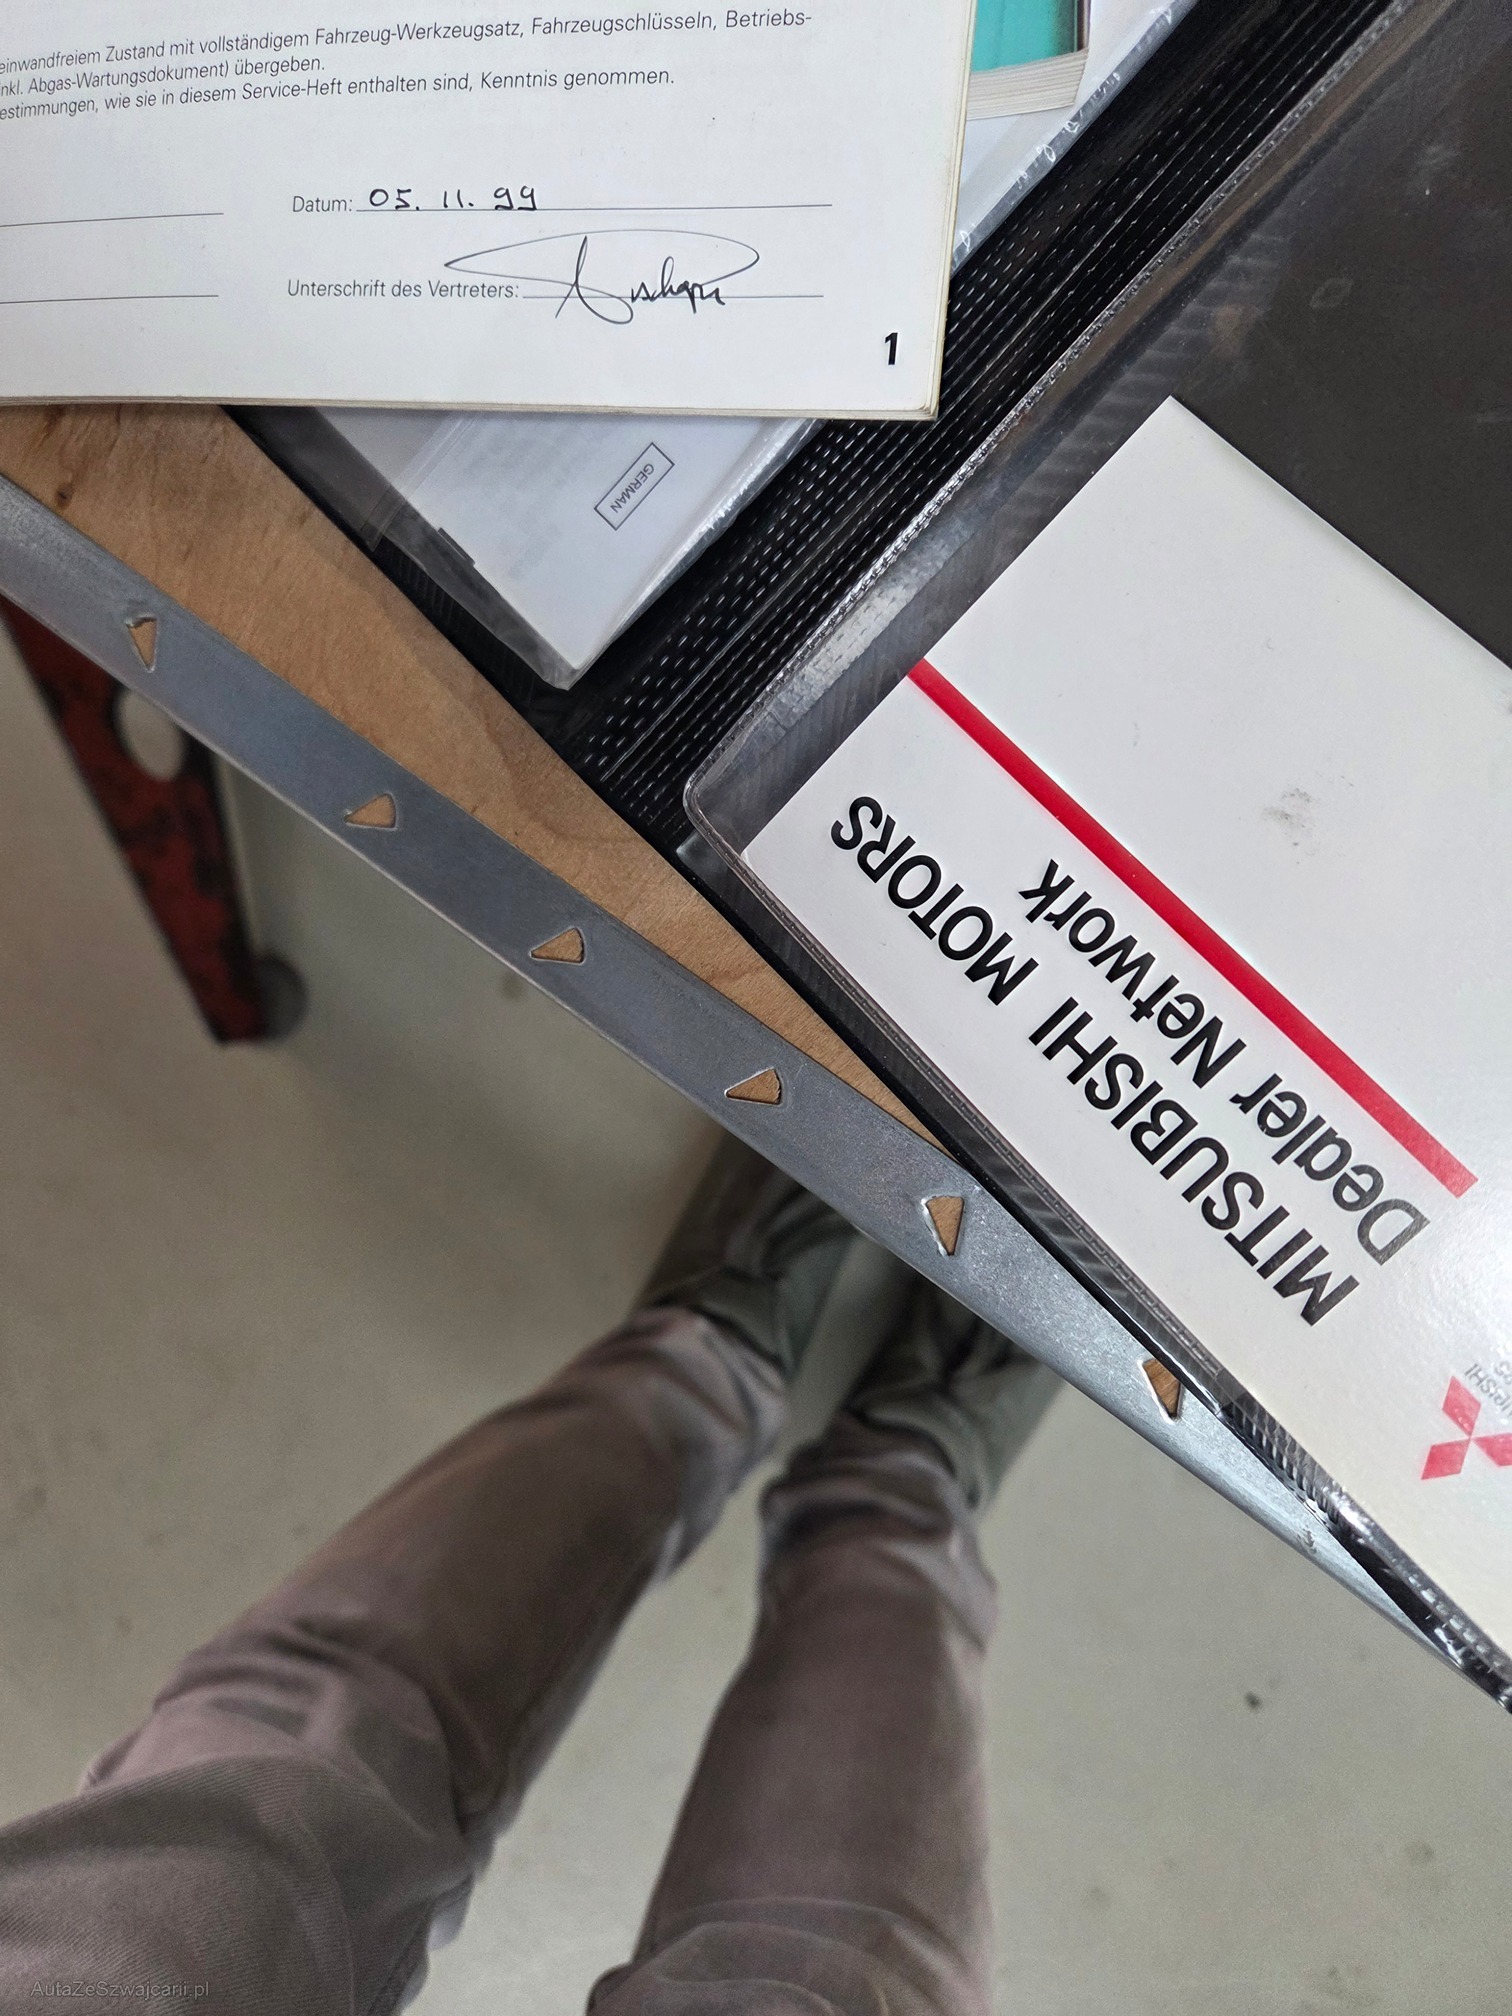 einwandfreiem Zustand mit vollständigem Fahrzeug-Werkzeugsatz, Fahrzeugschlüsseln, Betriebs-
inkl. Abgas-Wartungsdokument) übergeben.
estimmungen, wie sie in diesem Service-Heft enthalten sind, Kenntnis genommen.
Datum: 05. 11. 99
Unterschrift des Vertreters:
1
GERMAN
MITSUBISHI MOTORS
Dealer Network
AutaZeSzwajcarii.pl